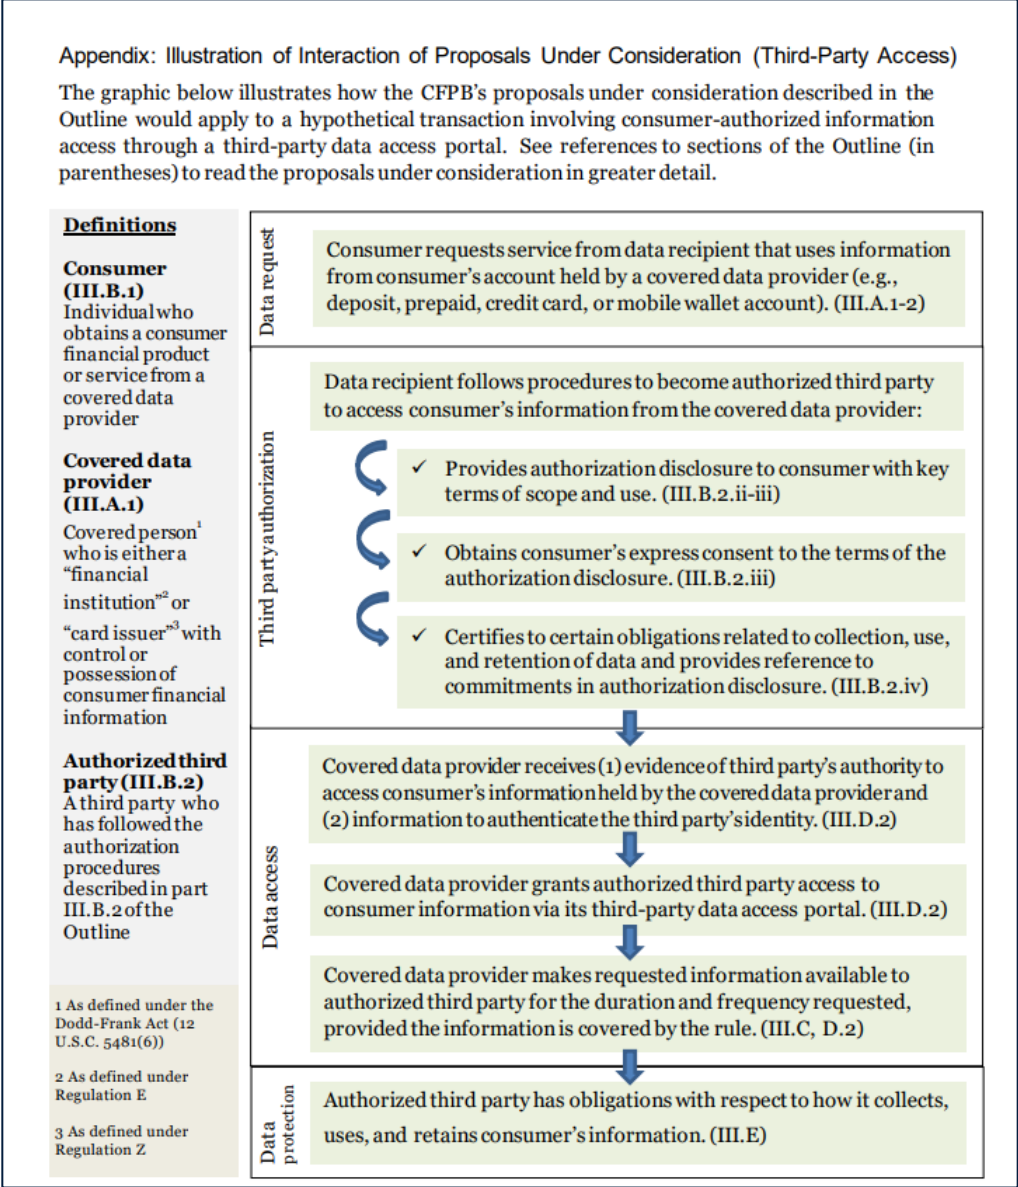 Appendix: Illustration of Interaction of Proposals Under Consideration (Third-Party Access)
The graphic below illustrates how the CFPB's proposals under consideration described in the
Outline would apply to a hypothetical transaction involving consumer-authorized information
access through a third-party data access portal. See references to sections of the Outline (in
parentheses) to read the proposals under consideration in greater detail.
Definitions
Consumer
(III.B.1)
Individual who
obtains a consumer
financial product
or service from a
covered data
provider
Covered data
provider
(III.A.1)
Covered person¹
who is either a
“financial
institution”² or
“card issuer”³ with
control or
possession of
consumer financial
information
Authorized third
party (III.B.2)
A third party who
has followed the
authorization
procedures
described in part
III.B.2 of the
Outline
1 As defined under the
Dodd-Frank Act (12
U.S.C. 5481(6))
2 As defined under
Regulation E
3 As defined under
Regulation Z
Data request
Consumer requests service from data recipient that uses information
from consumer's account held by a covered data provider (e.g.,
deposit, prepaid, credit card, or mobile wallet account). (III.A.1-2)
Third party authorization
Data recipient follows procedures to become authorized third party
to access consumer's information from the covered data provider:
✓ Provides authorization disclosure to consumer with key
terms of scope and use. (III.B.2.ii-iii)
✓ Obtains consumer's express consent to the terms of the
authorization disclosure. (III.B.2.iii)
✓ Certifies to certain obligations related to collection, use,
and retention of data and provides reference to
commitments in authorization disclosure. (III.B.2.iv)
Data access
Covered data provider receives (1) evidence of third party's authority to
access consumer's information held by the covered data provider and
(2) information to authenticate the third party's identity. (III.D.2)
Covered data provider grants authorized third party access to
consumer information via its third-party data access portal. (III.D.2)
Covered data provider makes requested information available to
authorized third party for the duration and frequency requested,
provided the information is covered by the rule. (III.C, D.2)
Data
protection
Authorized third party has obligations with respect to how it collects,
uses, and retains consumer's information. (III.E)